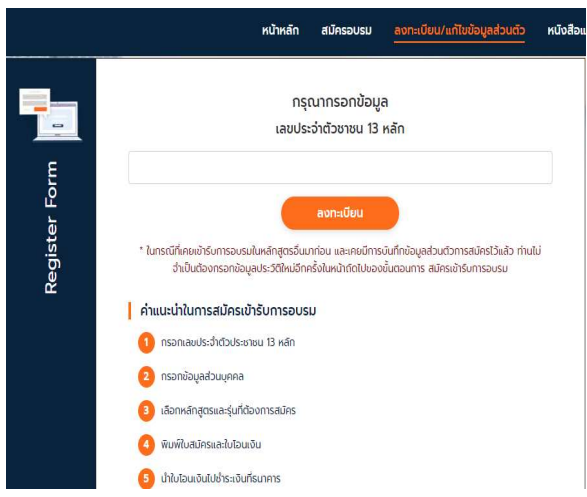 หน้าหลัก สมัครอบรม ลงทะเบียน/แก้ไขข้อมูลส่วนตัว
Register Form
กรุณากรอกข้อมูล
เลขประจำตัวชาชน 13 หลัก
ลงทะเบียน
* ในกรณีที่เคยเข้ารับการอบรมในหลักสูตรอื่นมาก่อน และเคยมีการบันทึกข้อมูลส่วนตัวการสมัครไว้แล้ว ท่านไม่
จำเป็นต้องกรอกข้อมูลประวัติใหม่อีกครั้งในหน้าถัดไปของขั้นตอนการ สมัครเข้ารับการอบรม
คำแนะนำในการสมัครเข้ารับการอบรม
1 กรอกเลขประจำตัวประชาชน 13 หลัก
2 กรอกข้อมูลส่วนบุคคล
3 เลือกหลักสูตรและรุ่นที่ต้องการสมัคร
4 พิมพ์ใบสมัครและใบโอนเงิน
5 นำใบโอนเงินไปชำระเงินที่ธนาคาร